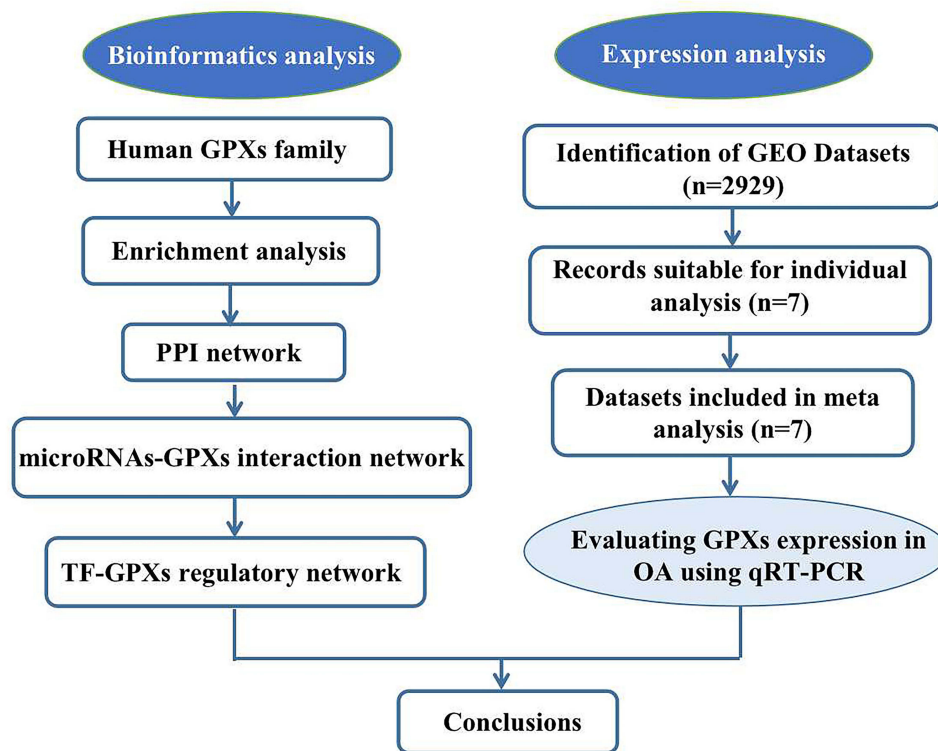 Bioinformatics analysis
Human GPXs family
Enrichment analysis
PPI network
microRNAs-GPXs interaction network
TF-GPXs regulatory network
Expression analysis
Identification of GEO Datasets
(n=2929)
Records suitable for individual
analysis (n=7)
Datasets included in meta
analysis (n=7)
Evaluating GPXs expression in
OA using qRT-PCR
Conclusions